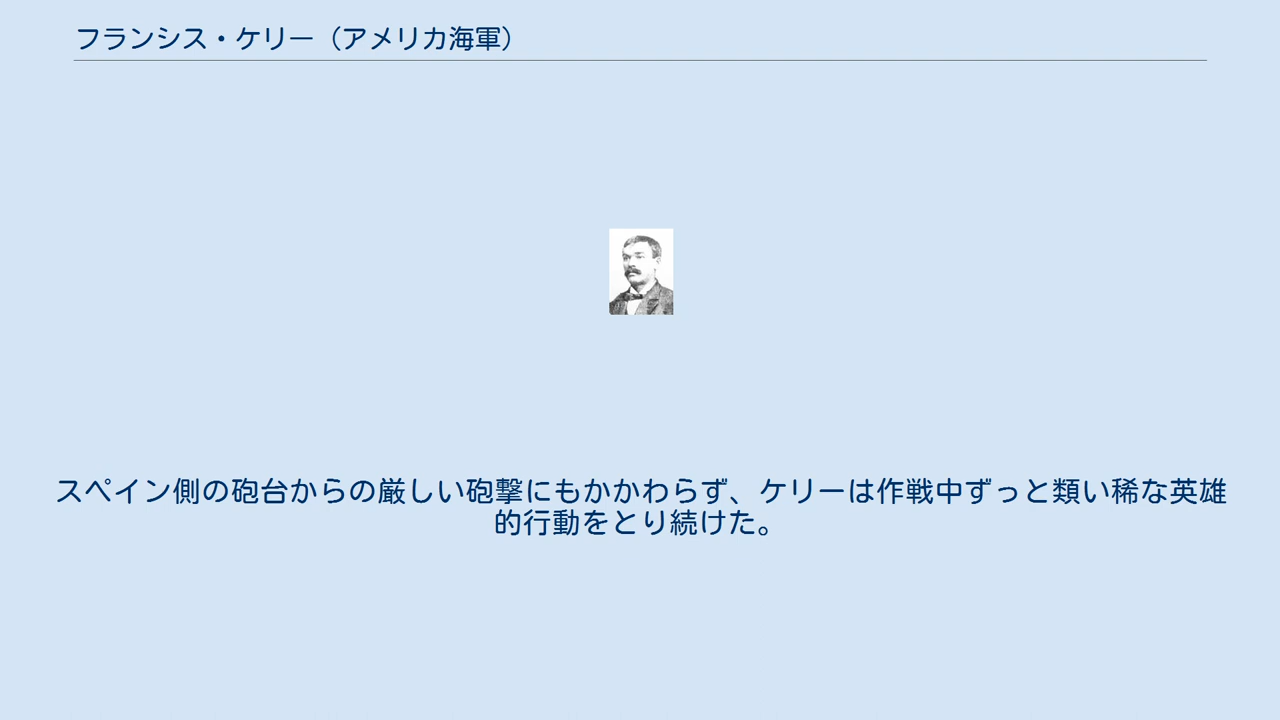 フランシス・ケリー（アメリカ海軍）
スペイン側の砲台からの厳しい砲撃にもかかわらず、ケリーは作戦中ずっと類い稀な英雄
的行動をとり続けた。